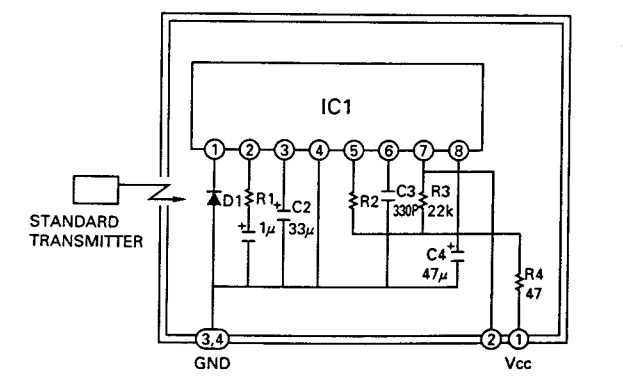 IC1
1 2 3 4 5 6 7 8
D1
R1
1μ
C2
33μ
R2
C3
330P
R3
22k
STANDARD
TRANSMITTER
C4
47μ
R4
47
3,4
2
1
GND
Vcc